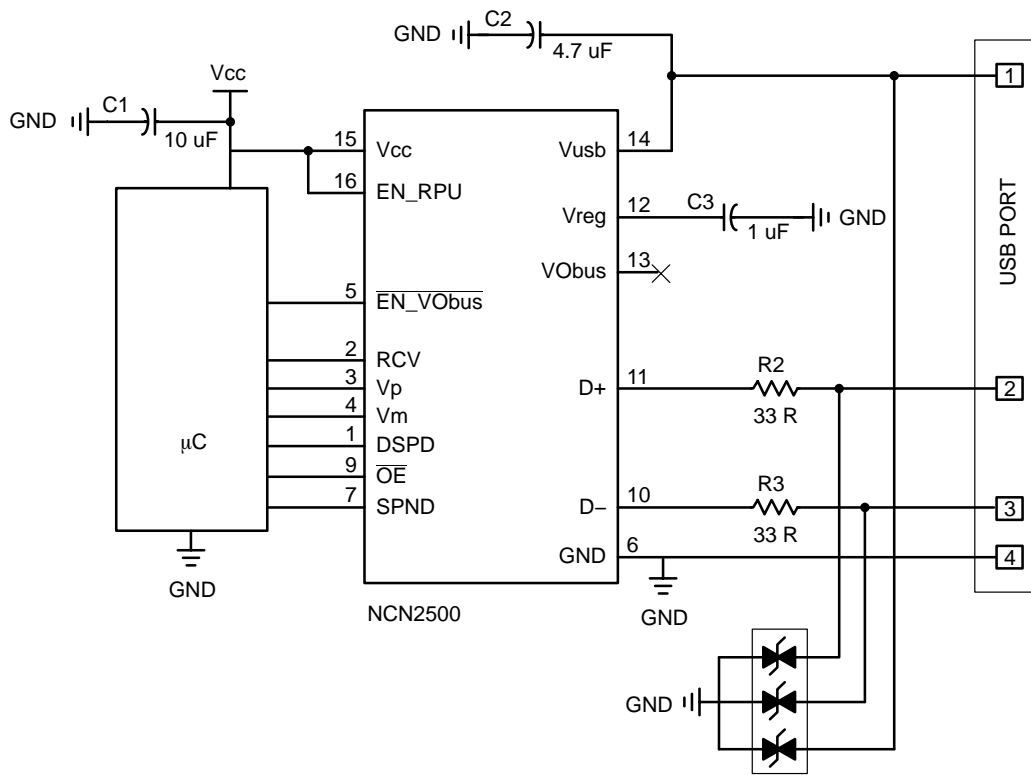 GND
C2
4.7 uF
Vcc
1
GND
C1
10 uF
15
Vcc
Vusb
14
16
EN_RPU
Vreg
12
C3
1 uF
GND
USB PORT
VObus
13
5
EN_VObus
2
RCV
3
Vp
D+
11
R2
33 R
2
4
Vm
μC
1
DSPD
9
OE
7
SPND
D–
10
R3
33 R
3
GND
6
4
GND
GND
NCN2500
GND